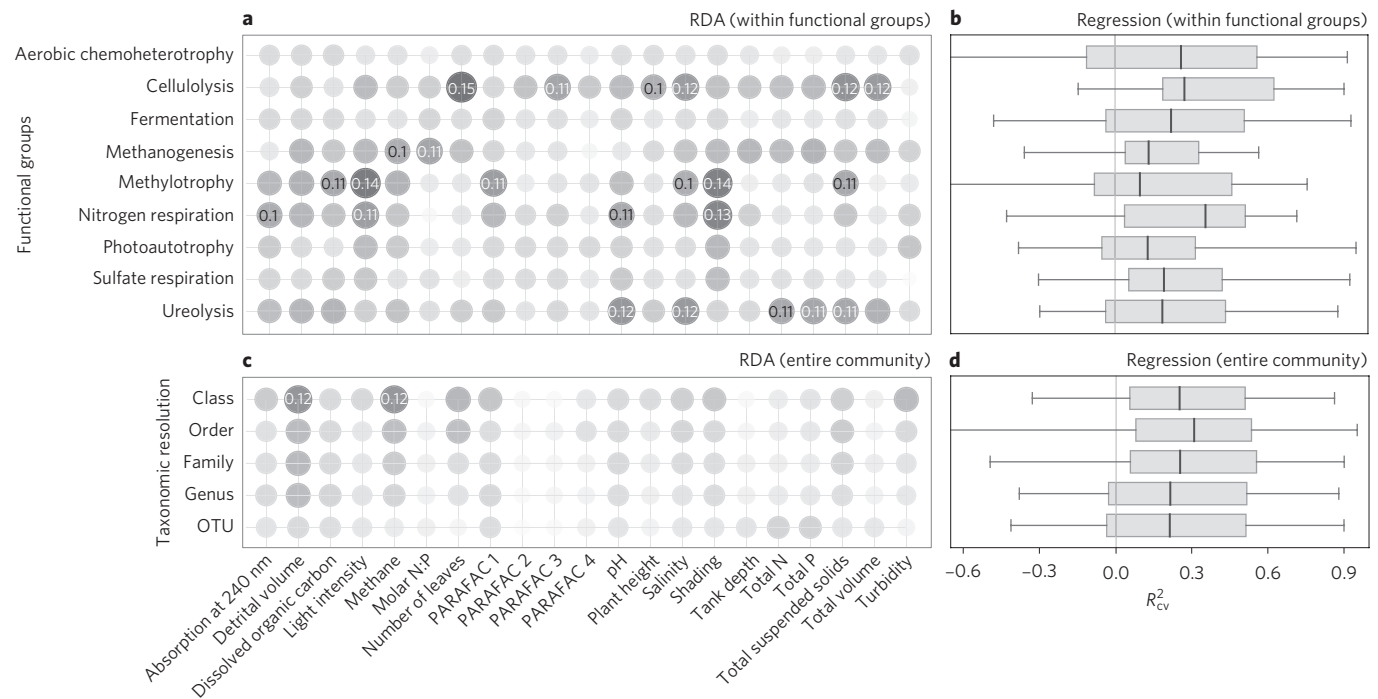 a
RDA (within functional groups)
b
Regression (within functional groups)
Functional groups
Aerobic chemoheterotrophy
Cellulolysis
0.15
0.11
0.1
0.12
0.12
0.12
Fermentation
Methanogenesis
0.1
0.11
Methylotrophy
0.11
0.14
0.11
0.1
0.14
0.11
Nitrogen respiration
0.1
0.11
0.11
0.13
Photoautotrophy
Sulfate respiration
Ureolysis
0.12
0.12
0.11
0.11
0.11
c
RDA (entire community)
d
Regression (entire community)
Taxonomic resolution
Class
0.12
0.12
Order
Family
Genus
OTU
Absorption at 240 nm
Detrital volume
Dissolved organic carbon
Light intensity
Methane
Molar N:P
Number of leaves
PARAFAC 1
PARAFAC 2
PARAFAC 3
PARAFAC 4
pH
Plant height
Salinity
Shading
Tank depth
Total N
Total P
Total suspended solids
Total volume
Turbidity
−0.6
−0.3
0.0
0.3
0.6
0.9
R²cv